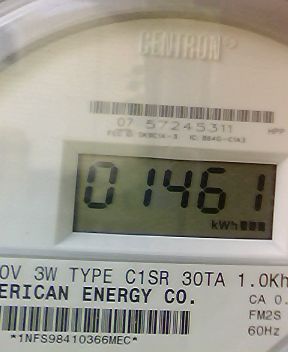 CENTRON®
07 57245311
HPP
01461
kWh
0V 3W TYPE C1SR 30TA 1.0Kh
ERICAN ENERGY CO.
CA 0.
FM2S
*1NFS98410366MEC*
60Hz